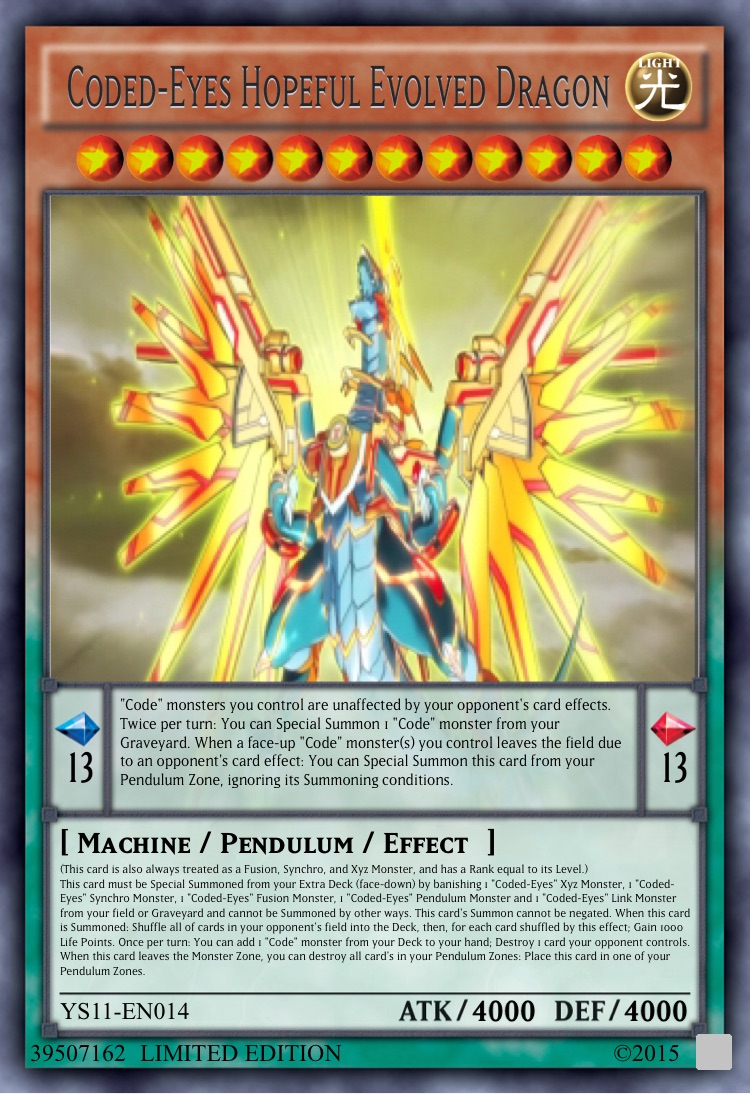 Coded-Eyes Hopeful Evolved Dragon
LIGHT
光
"Code" monsters you control are unaffected by your opponent's card effects.
Twice per turn: You can Special Summon 1 "Code" monster from your
Graveyard. When a face-up "Code" monster(s) you control leaves the field due
to an opponent's card effect: You can Special Summon this card from your
Pendulum Zone, ignoring its Summoning conditions.
13
13
[ Machine / Pendulum / Effect ]
(This card is also always treated as a Fusion, Synchro, and Xyz Monster, and has a Rank equal to its Level.)
This card must be Special Summoned from your Extra Deck (face-down) by banishing 1 "Coded-Eyes" Xyz Monster, 1 "Coded-
Eyes" Synchro Monster, 1 "Coded-Eyes" Fusion Monster, 1 "Coded-Eyes" Pendulum Monster and 1 "Coded-Eyes" Link Monster
from your field or Graveyard and cannot be Summoned by other ways. This card's Summon cannot be negated. When this card
is Summoned: Shuffle all of cards in your opponent's field into the Deck, then, for each card shuffled by this effect; Gain 1000
Life Points. Once per turn: You can add 1 "Code" monster from your Deck to your hand; Destroy 1 card your opponent controls.
When this card leaves the Monster Zone, you can destroy all card's in your Pendulum Zones: Place this card in one of your
Pendulum Zones.
YS11-EN014
ATK/4000 DEF/4000
39507162 LIMITED EDITION
©2015